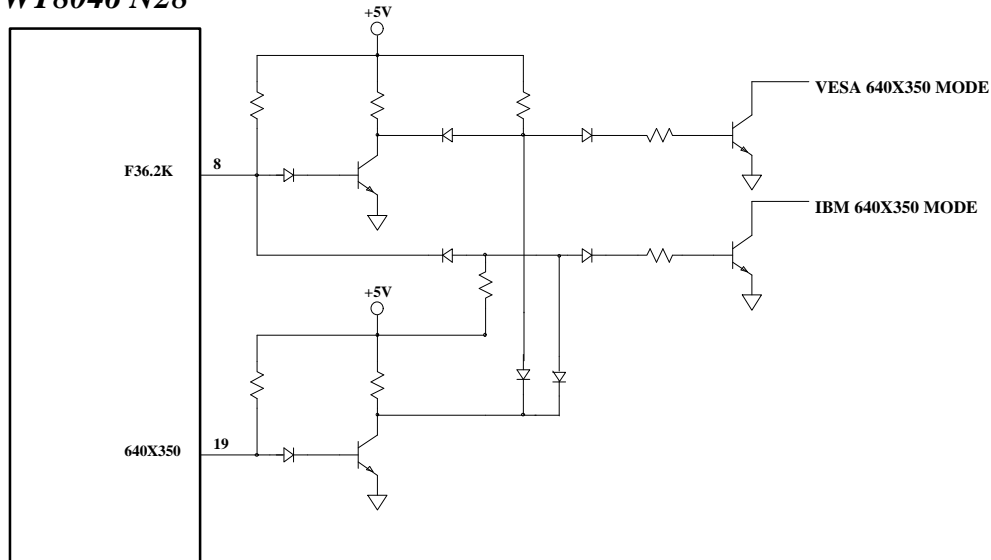 +5V
VESA 640X350 MODE
F36.2K
8
IBM 640X350 MODE
+5V
640X350
19